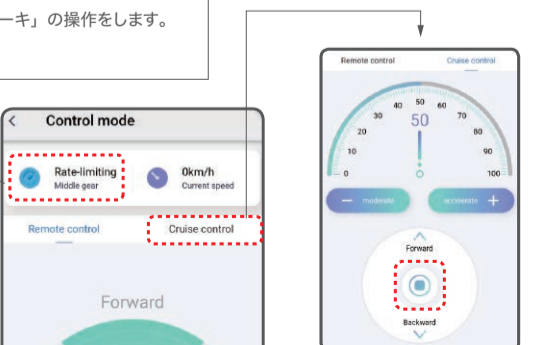 ーキ」の操作をします。
Control mode
Rate-limiting
Middle gear
0km/h
Current speed
Remote control
Cruise control
Forward
Remote control
Cruise control
0
10
20
30
40
50
60
70
80
90
100
50
— moderate
accelerate +
Forward
Backward